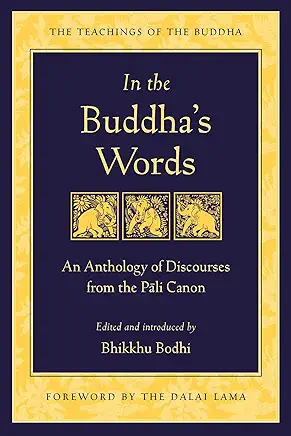 THE TEACHINGS OF THE BUDDHA
In the
Buddha's
Words
An Anthology of Discourses
from the Pāli Canon
Edited and introduced by
Bhikkhu Bodhi
FOREWORD BY THE DALAI LAMA